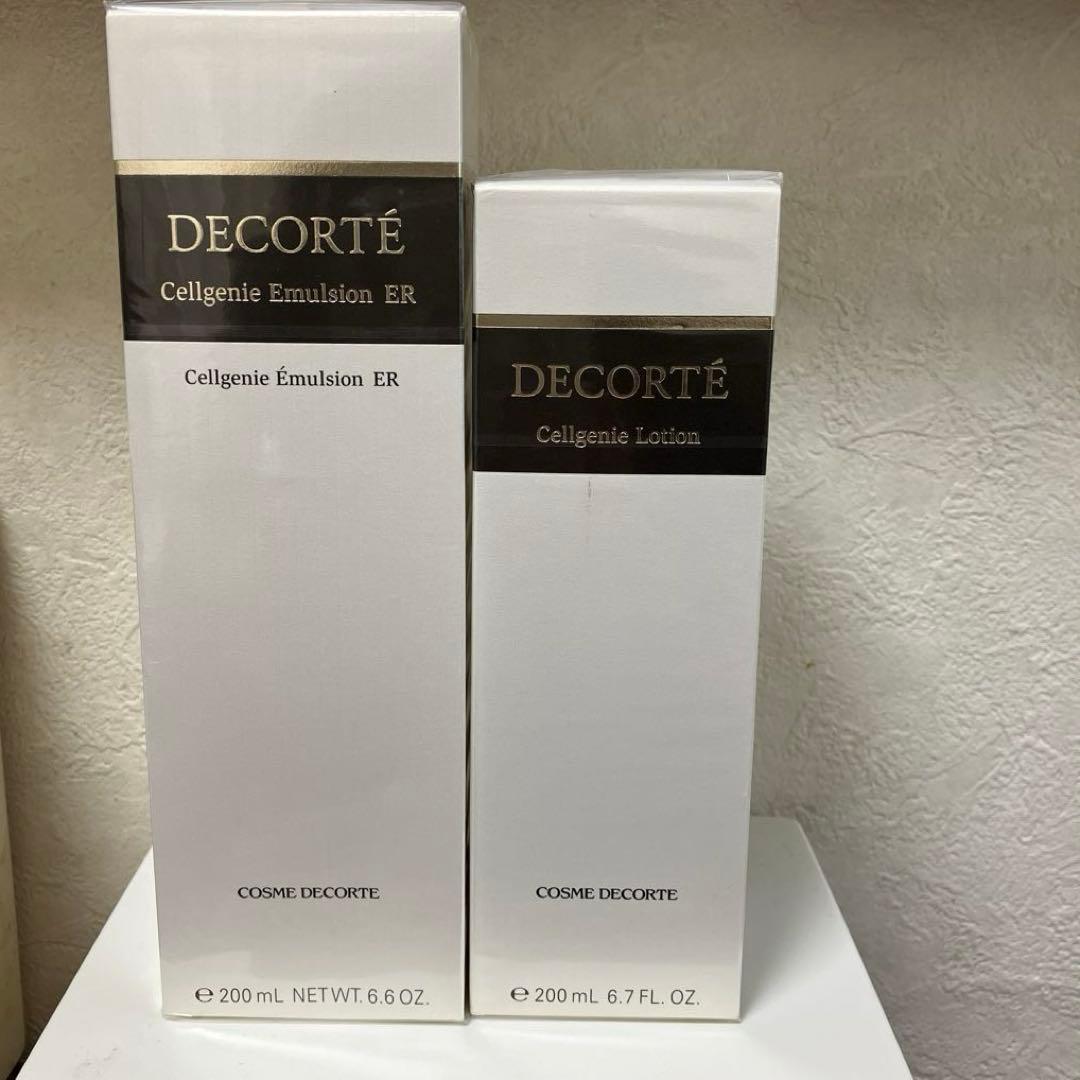 DECORTÉ
Cellgenie Emulsion ER
Cellgenie Émulsion ER
COSME DECORTE
℮ 200 mL NET WT. 6.6 OZ.
DECORTÉ
Cellgenie Lotion
COSME DECORTE
℮ 200 mL 6.7 FL. OZ.